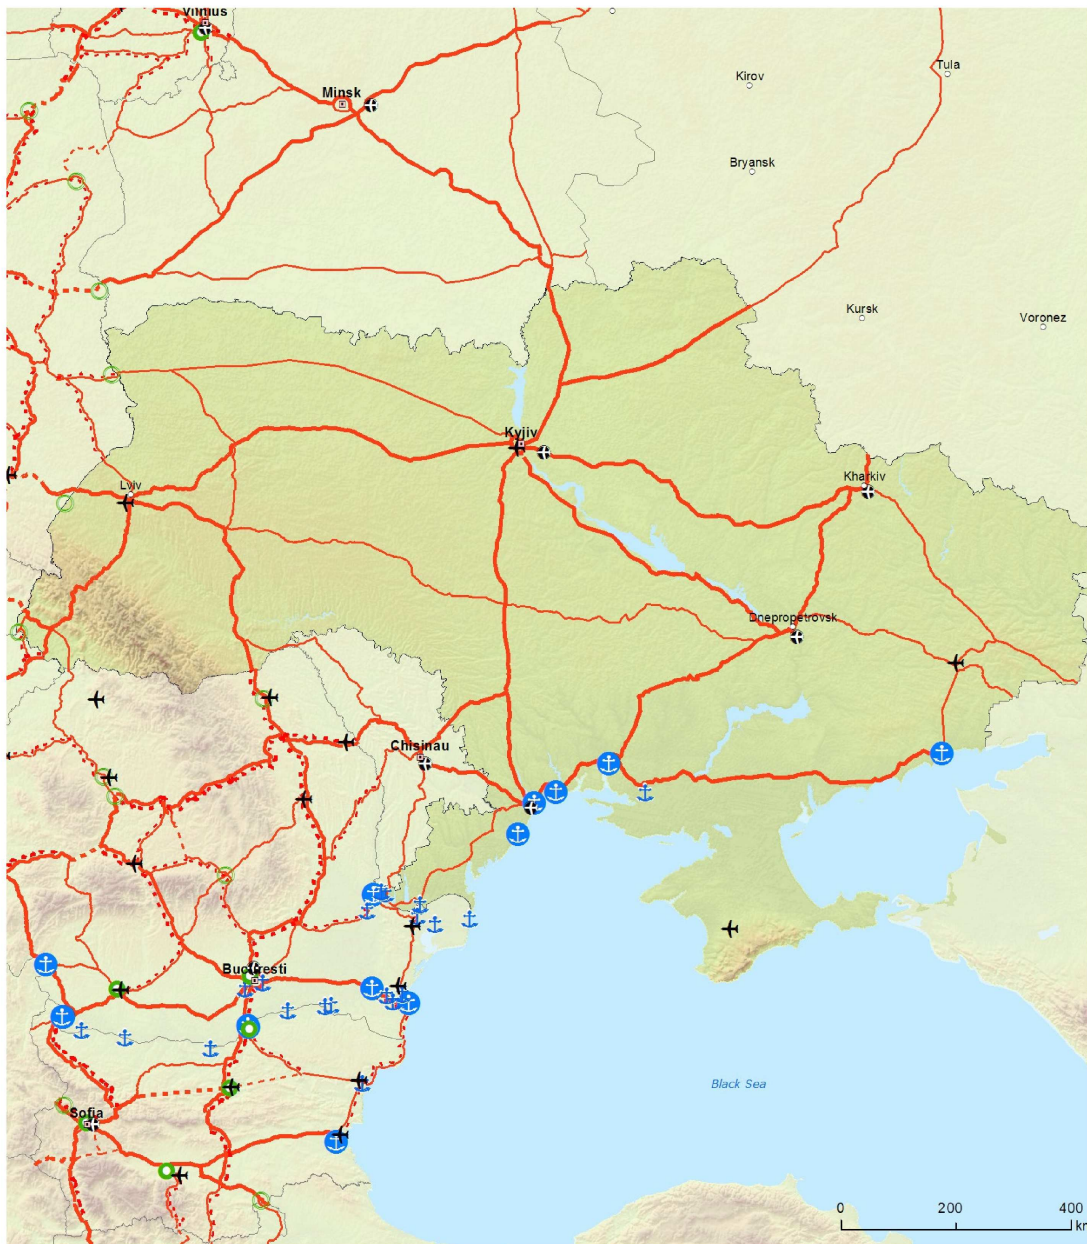 Vilnius
Tula
Kirov
Minsk
Bryansk
Kursk
Voronez
Kyjiv
Kharkiv
Lviv
Dnepropetrovsk
Chisinau
Bucuresti
Black Sea
Sofia
0 200 400
km